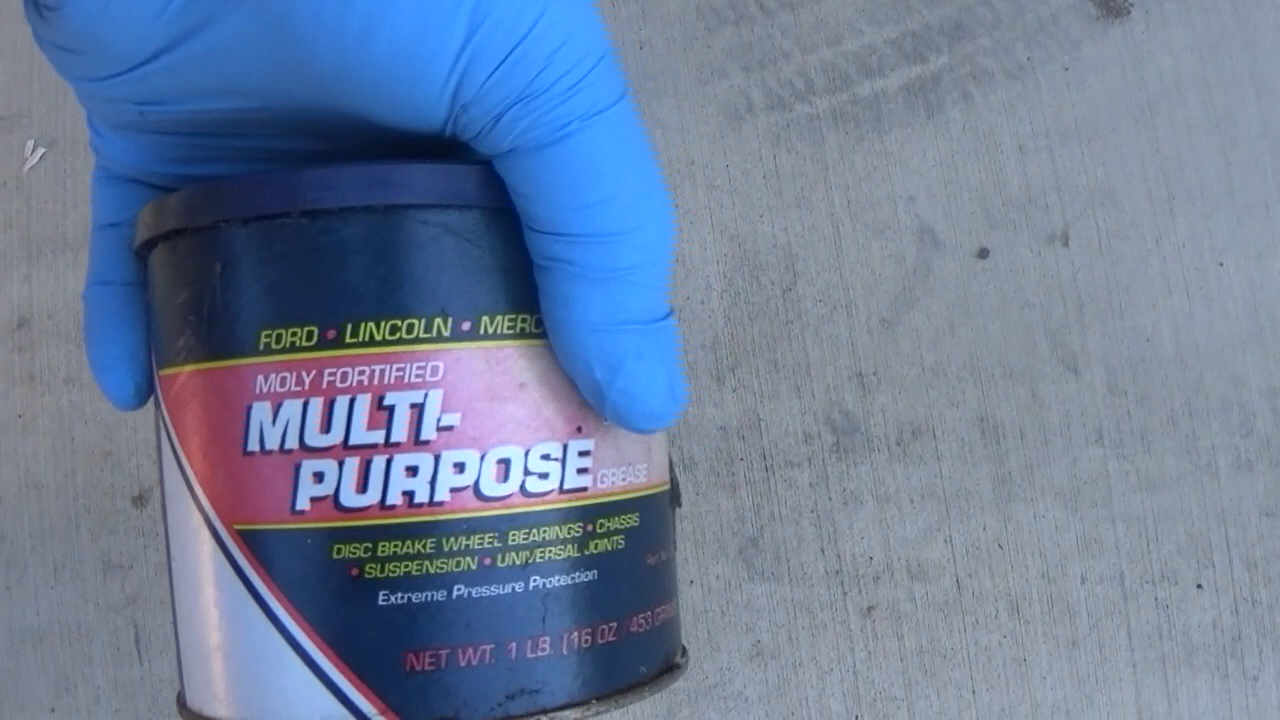 FORD • LINCOLN • MERC
MOLY FORTIFIED
MULTI-
PURPOSE GREASE
DISC BRAKE WHEEL BEARINGS • CHASSIS
• SUSPENSION • UNIVERSAL JOINTS
Extreme Pressure Protection
NET WT. 1 LB. (16 OZ / 453